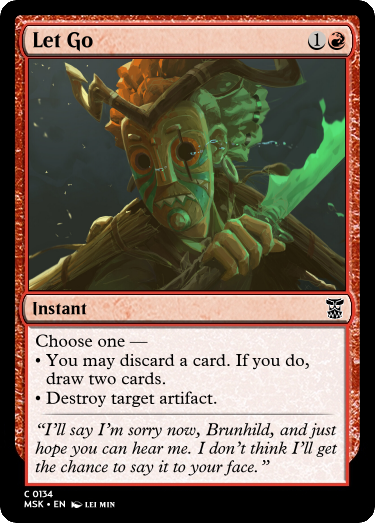 Let Go 1
Instant
Choose one —
• You may discard a card. If you do,
draw two cards.
• Destroy target artifact.
“I’ll say I’m sorry now, Brunhild, and just
hope you can hear me. I don’t think I’ll get
the chance to say it to your face.”
C 0134
MSK • EN LEI MIN